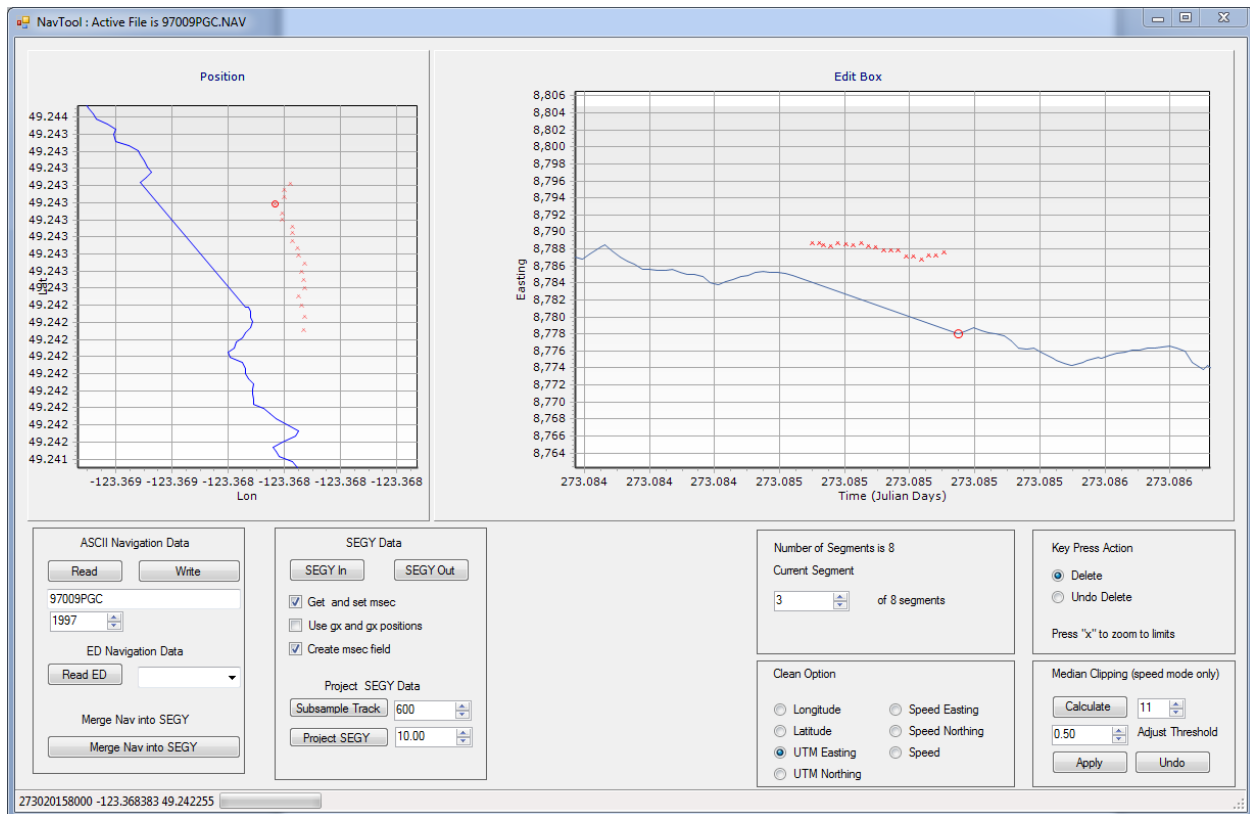 NavTool : Active File is 97009PGC.NAV
Position
49.244
49.243
49.243
49.243
49.243
49.243
49.243
49.243
49.243
49.243
49.243
49.242
49.242
49.242
49.242
49.242
49.242
49.242
49.242
49.242
49.241
-123.369 -123.369 -123.368 -123.368 -123.368 -123.368
Lon
Edit Box
Easting
8,806
8,804
8,802
8,800
8,798
8,796
8,794
8,792
8,790
8,788
8,786
8,784
8,782
8,780
8,778
8,776
8,774
8,772
8,770
8,768
8,766
8,764
273.084 273.084 273.084 273.085 273.085 273.085 273.085 273.085 273.086 273.086
Time (Julian Days)
ASCII Navigation Data
Read Write
97009PGC
1997
ED Navigation Data
Read ED
Merge Nav into SEGY
Merge Nav into SEGY
SEGY Data
SEGY In SEGY Out
Get and set msec
Use gx and gx positions
Create msec field
Project SEGY Data
Subsample Track 600
Project SEGY 10.00
Number of Segments is 8
Current Segment
3 of 8 segments
Key Press Action
Delete
Undo Delete
Press "x" to zoom to limits
Clean Option
Longitude Speed Easting
Latitude Speed Northing
UTM Easting Speed
UTM Northing
Median Clipping (speed mode only)
Calculate 11
0.50 Adjust Threshold
Apply Undo
273020158000 -123.368383 49.242255